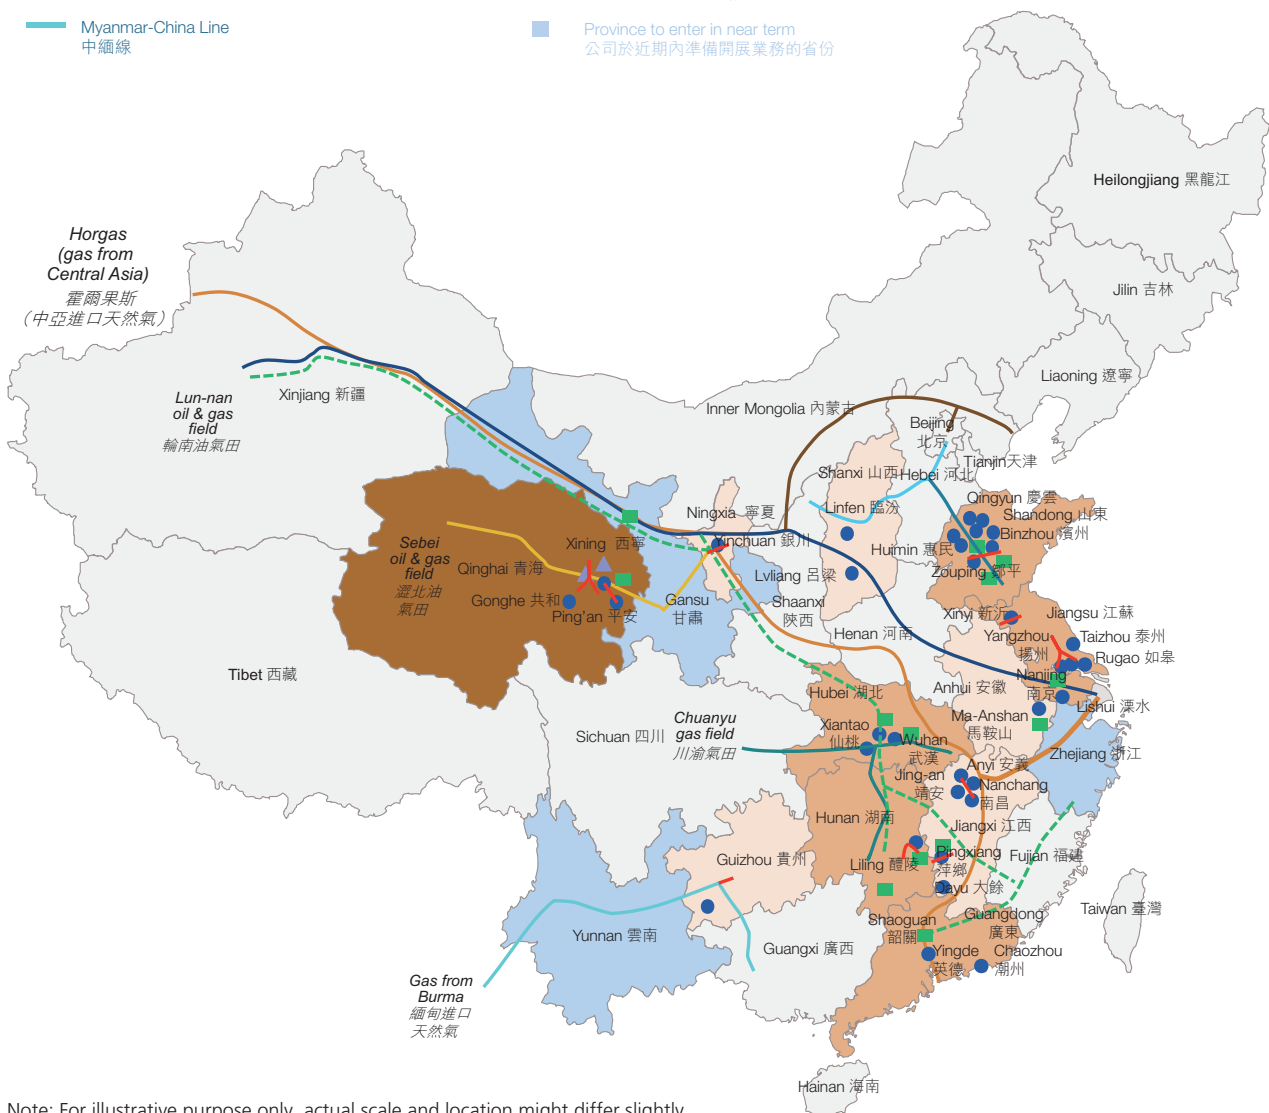 Myanmar-China Line
中緬線
Province to enter in near term
公司於近期內準備開展業務的省份
Heilongjiang 黑龍江
Horgas
(gas from
Central Asia)
霍爾果斯
（中亞進口天然氣）
Jilin 吉林
Liaoning 遼寧
Xinjiang 新疆
Lun-nan
oil & gas
field
輪南油氣田
Inner Mongolia 內蒙古
Beijing
北京
Tianjin天津
Shanxi 山西
Hebei 河北
Qingyun 慶雲
Linfen 臨汾
Ningxia 寧夏
Shandong 山東
Binzhou 濱州
Yinchuan 銀川
Huimin 惠民
Xining 西寧
Sebei
oil & gas
field
澀北油
氣田
Qinghai 青海
Lvliang 呂梁
Zouping 鄒平
Gonghe 共和
Ping'an 平安
Gansu
甘肅
Shaanxi
陝西
Xinyi 新沂
Jiangsu 江蘇
Henan 河南
Yangzhou
揚州
Taizhou 泰州
Rugao 如皋
Tibet 西藏
Nanjing
南京
Anhui 安徽
Hubei 湖北
Lishui 溧水
Ma-Anshan
馬鞍山
Chuanyu
gas field
川渝氣田
Xiantao
仙桃
Sichuan 四川
Wuhan
武漢
Zhejiang 浙江
Anyi 安義
Jing-an
靖安
Nanchang
南昌
Hunan 湖南
Jiangxi 江西
Guizhou 貴州
Liling 醴陵
Pingxiang
萍鄉
Fujian 福建
Dayu 大餘
Taiwan 臺灣
Shaoguan
韶關
Guangdong
廣東
Yunnan 雲南
Guangxi 廣西
Yingde
英德
Chaozhou
潮州
Gas from
Burma
緬甸進口
天然氣
Hainan 海南
Note: For illustrative purpose only, actual scale and location might differ slightly